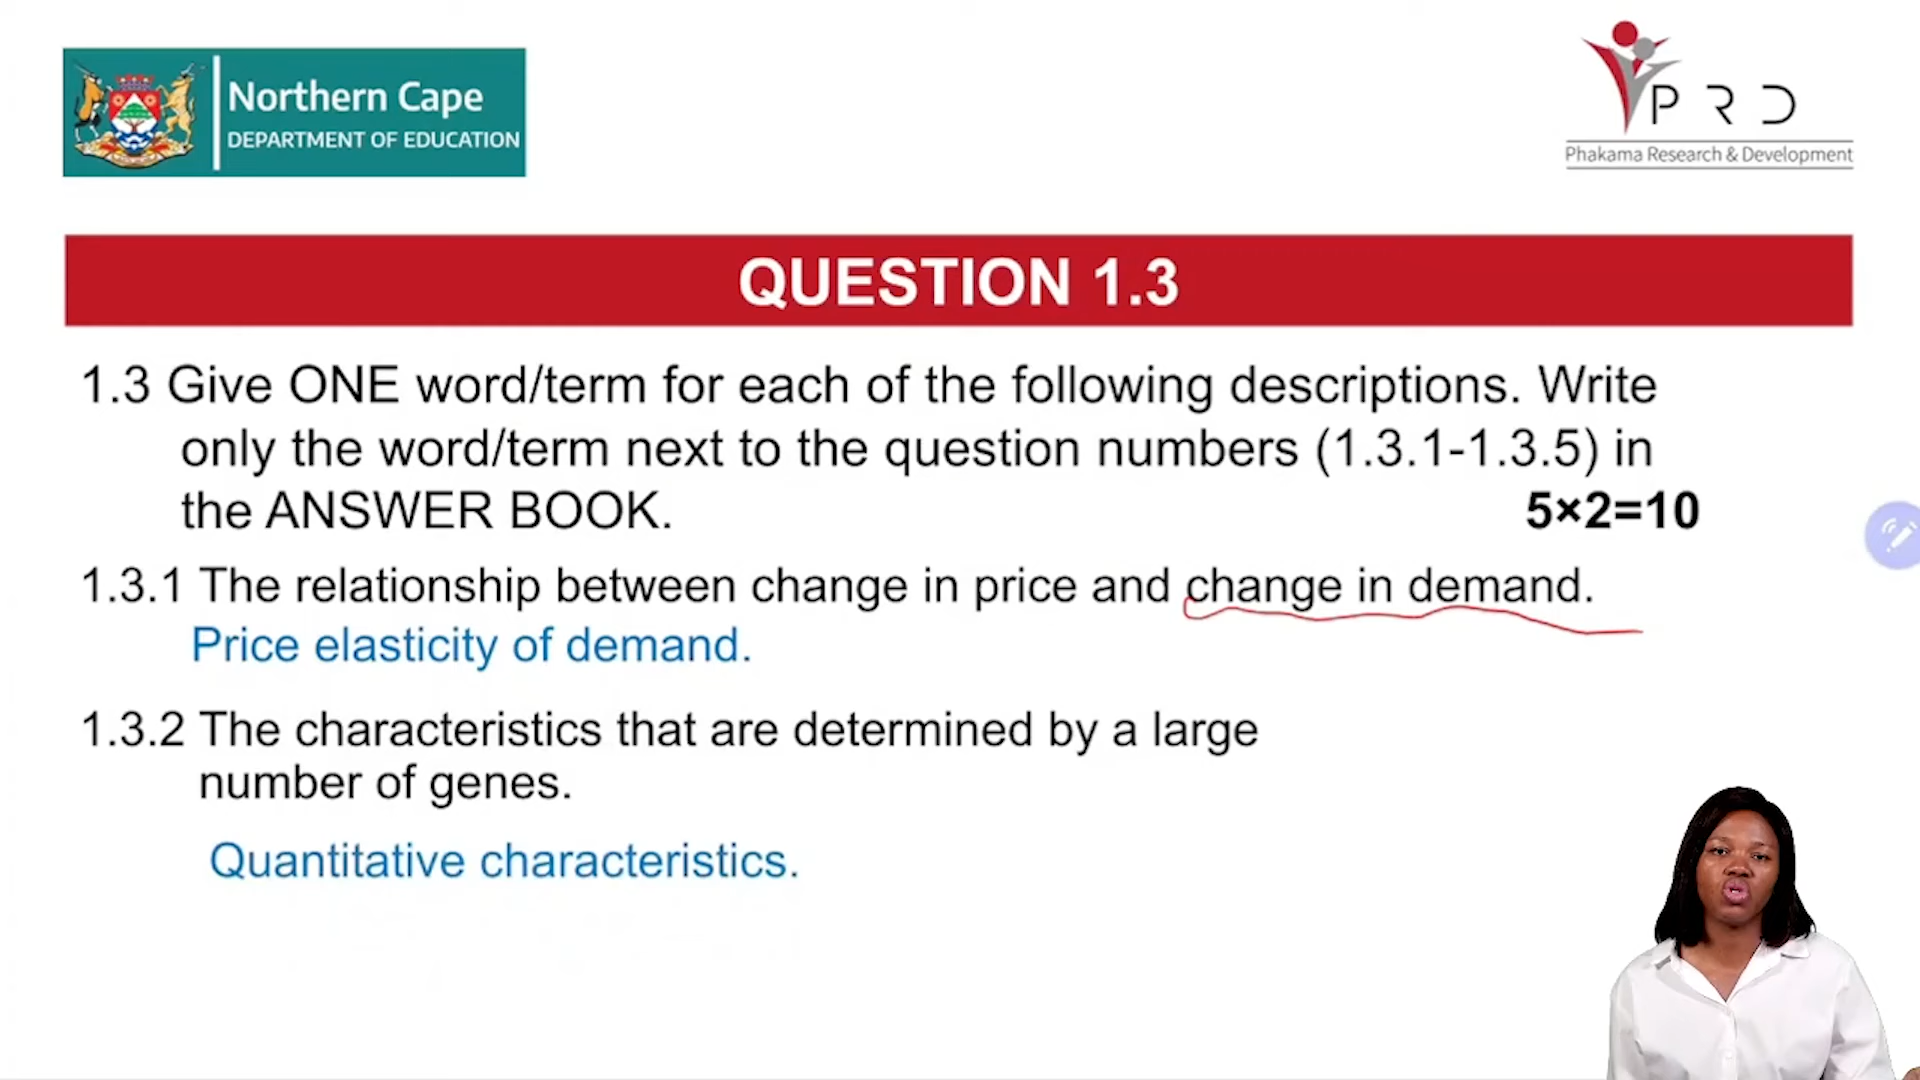 Northern Cape
DEPARTMENT OF EDUCATION
PRD
Phakama Research & Development
QUESTION 1.3
1.3 Give ONE word/term for each of the following descriptions. Write
only the word/term next to the question numbers (1.3.1-1.3.5) in
the ANSWER BOOK. 5×2=10
1.3.1 The relationship between change in price and change in demand.
Price elasticity of demand.
1.3.2 The characteristics that are determined by a large
number of genes.
Quantitative characteristics.